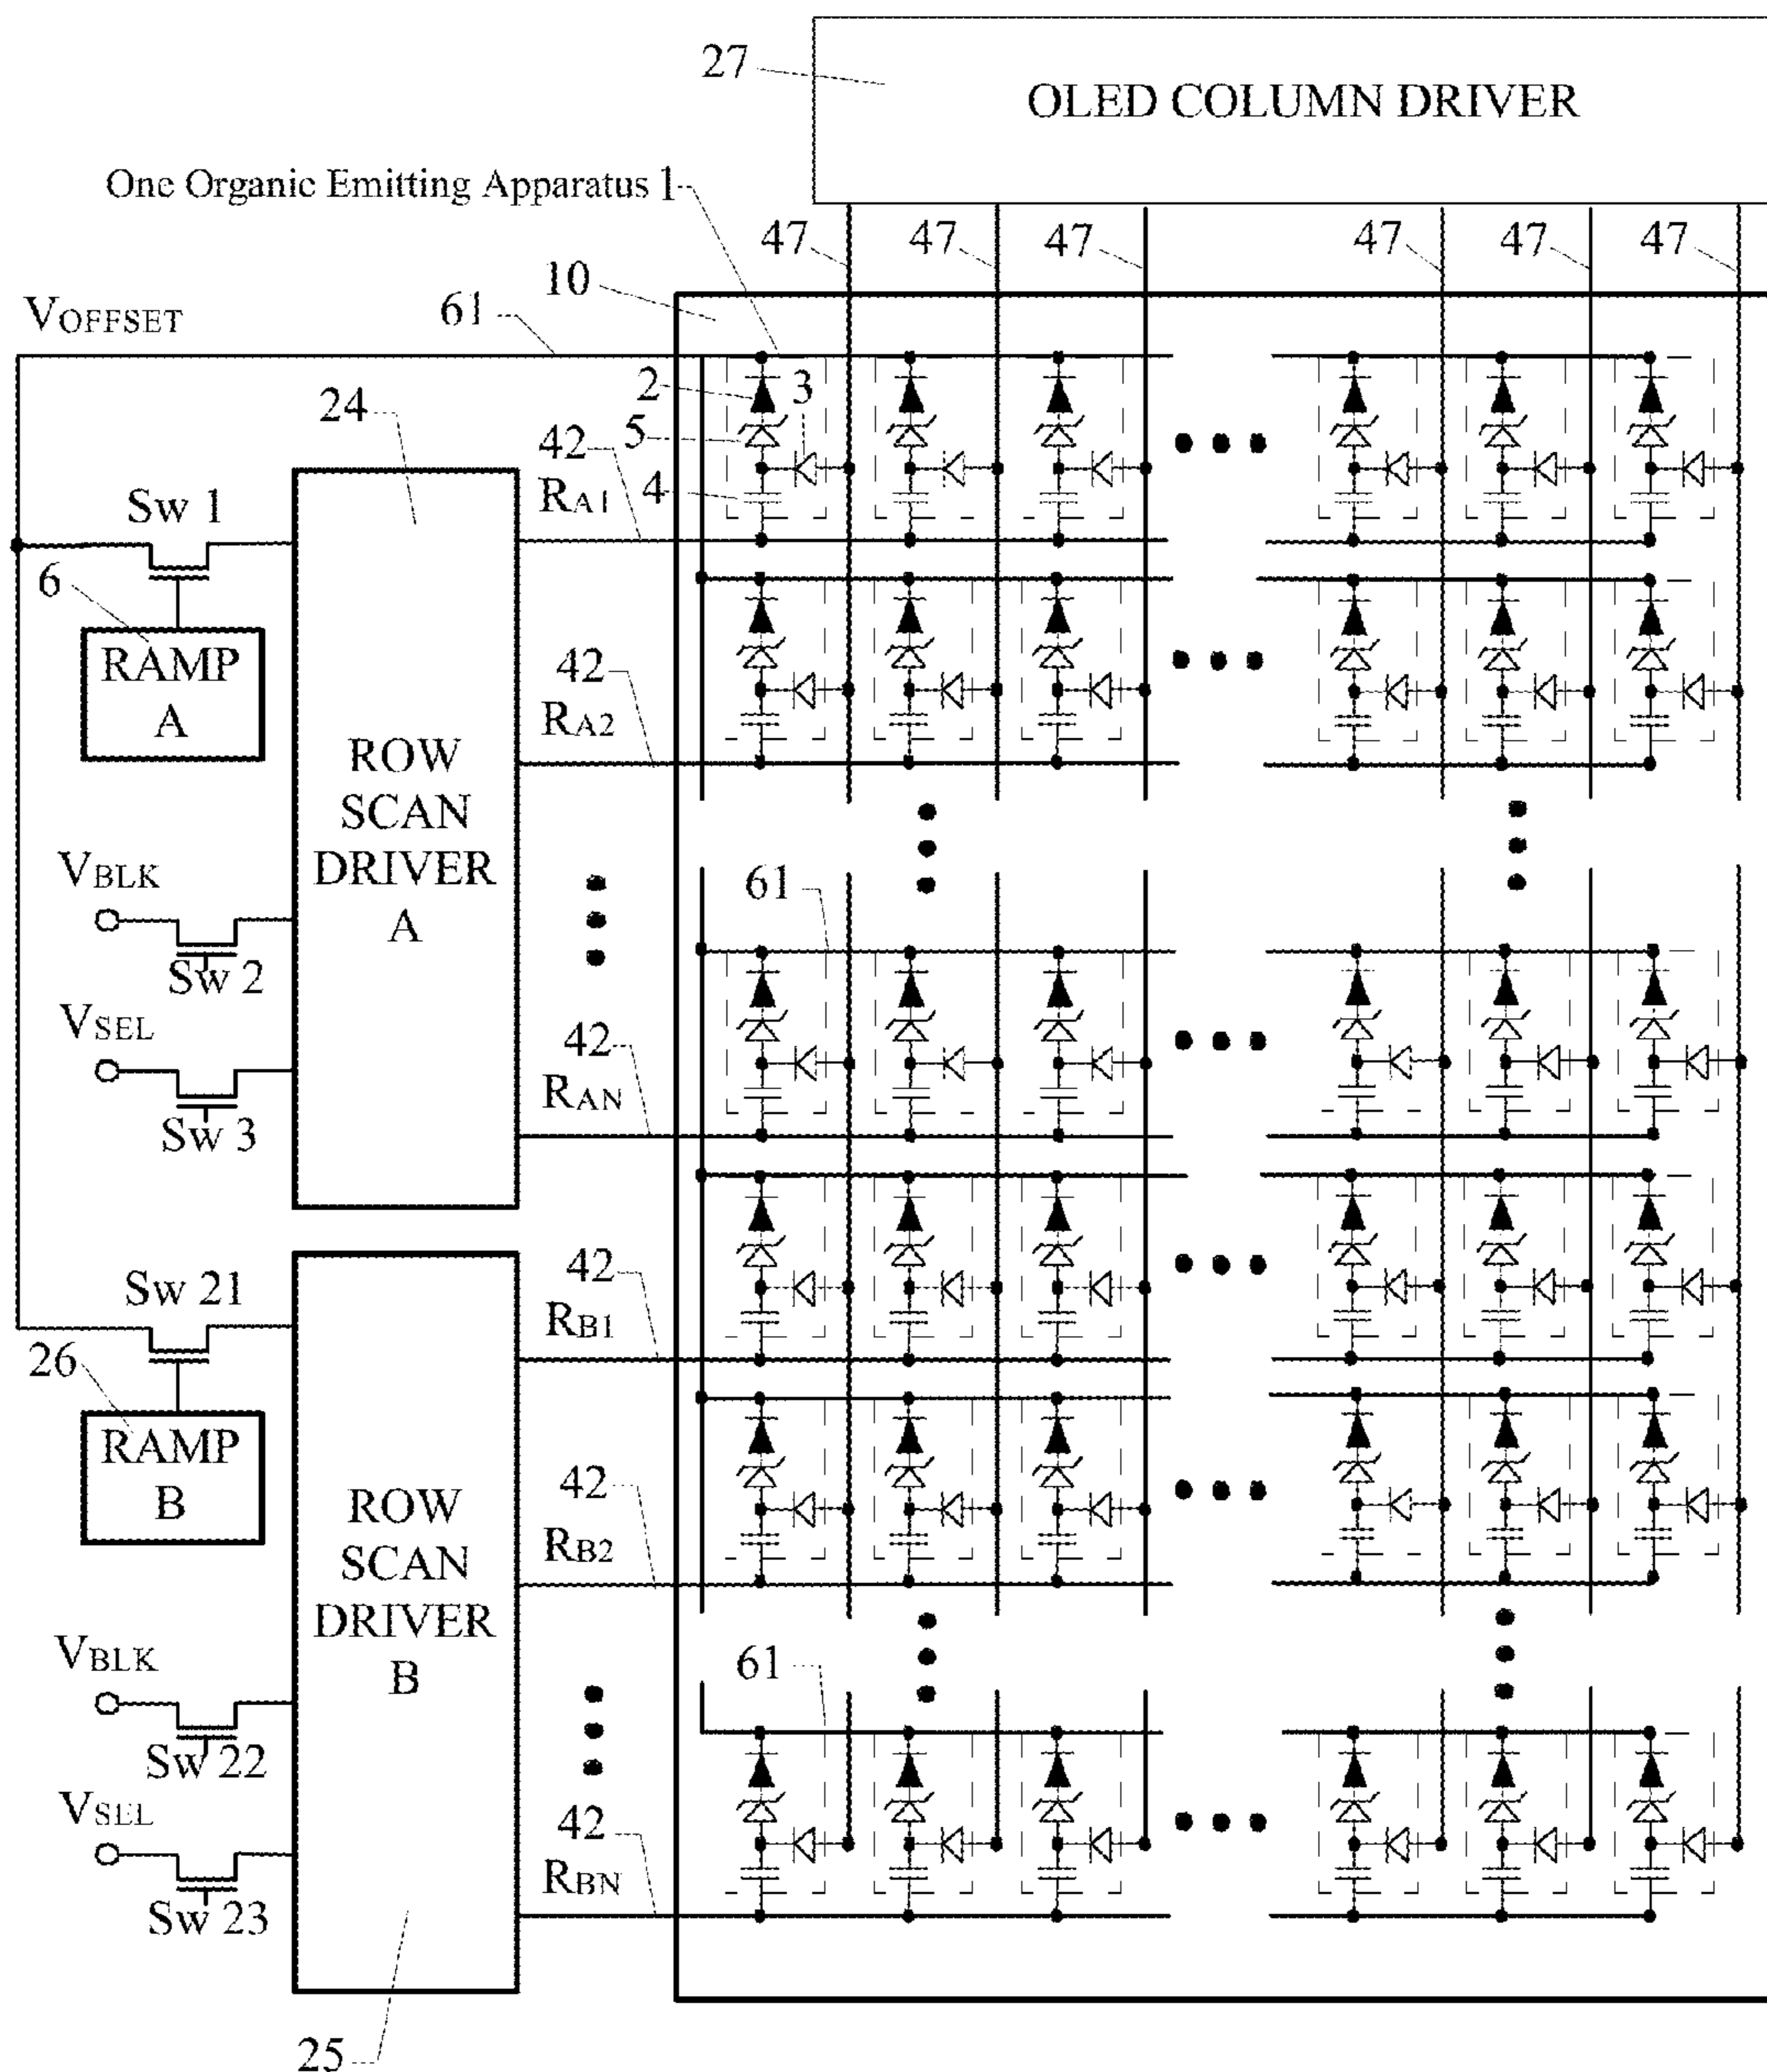 27
OLED COLUMN DRIVER
One Organic Emitting Apparatus 1
47 47 47 47 47 47
10
VOFFSET
61
24
2 3
5
42
4
RA1
Sw 1
6
RAMP
A
42
RA2
ROW
SCAN
DRIVER
A
VBLK
Sw 2
61
VSEL
Sw 3
42
RAN
Sw 21
42
RB1
26
RAMP
B
ROW
SCAN
DRIVER
B
42
RB2
VBLK
Sw 22
61
VSEL
Sw 23
42
RBN
25